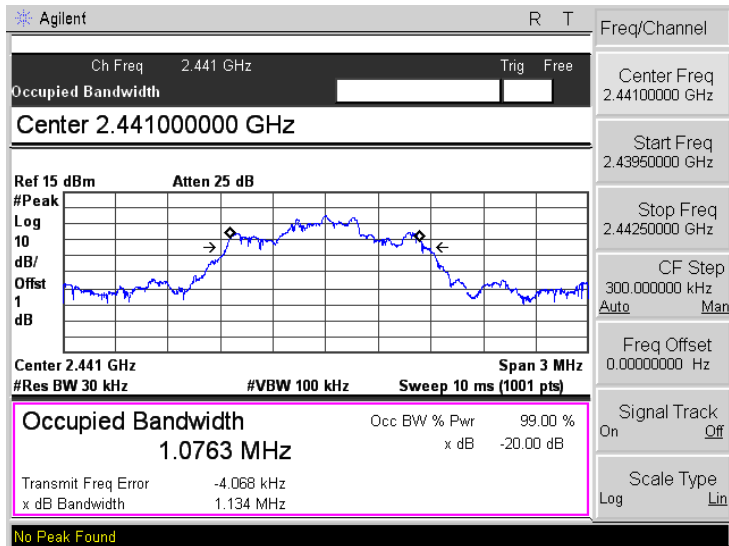 Agilent R T
Ch Freq 2.441 GHz Trig Free
Occupied Bandwidth
Center 2.441000000 GHz
Ref 15 dBm Atten 25 dB
#Peak
Log
10
dB/
Offst
1
dB
Center 2.441 GHz Span 3 MHz
#Res BW 30 kHz #VBW 100 kHz Sweep 10 ms (1001 pts)
Occupied Bandwidth Occ BW % Pwr 99.00 %
1.0763 MHz x dB -20.00 dB
Transmit Freq Error -4.068 kHz
x dB Bandwidth 1.134 MHz
No Peak Found
Freq/Channel
Center Freq
2.44100000 GHz
Start Freq
2.43950000 GHz
Stop Freq
2.44250000 GHz
CF Step
300.000000 kHz
Auto Man
Freq Offset
0.00000000 Hz
Signal Track
On Off
Scale Type
Log Lin